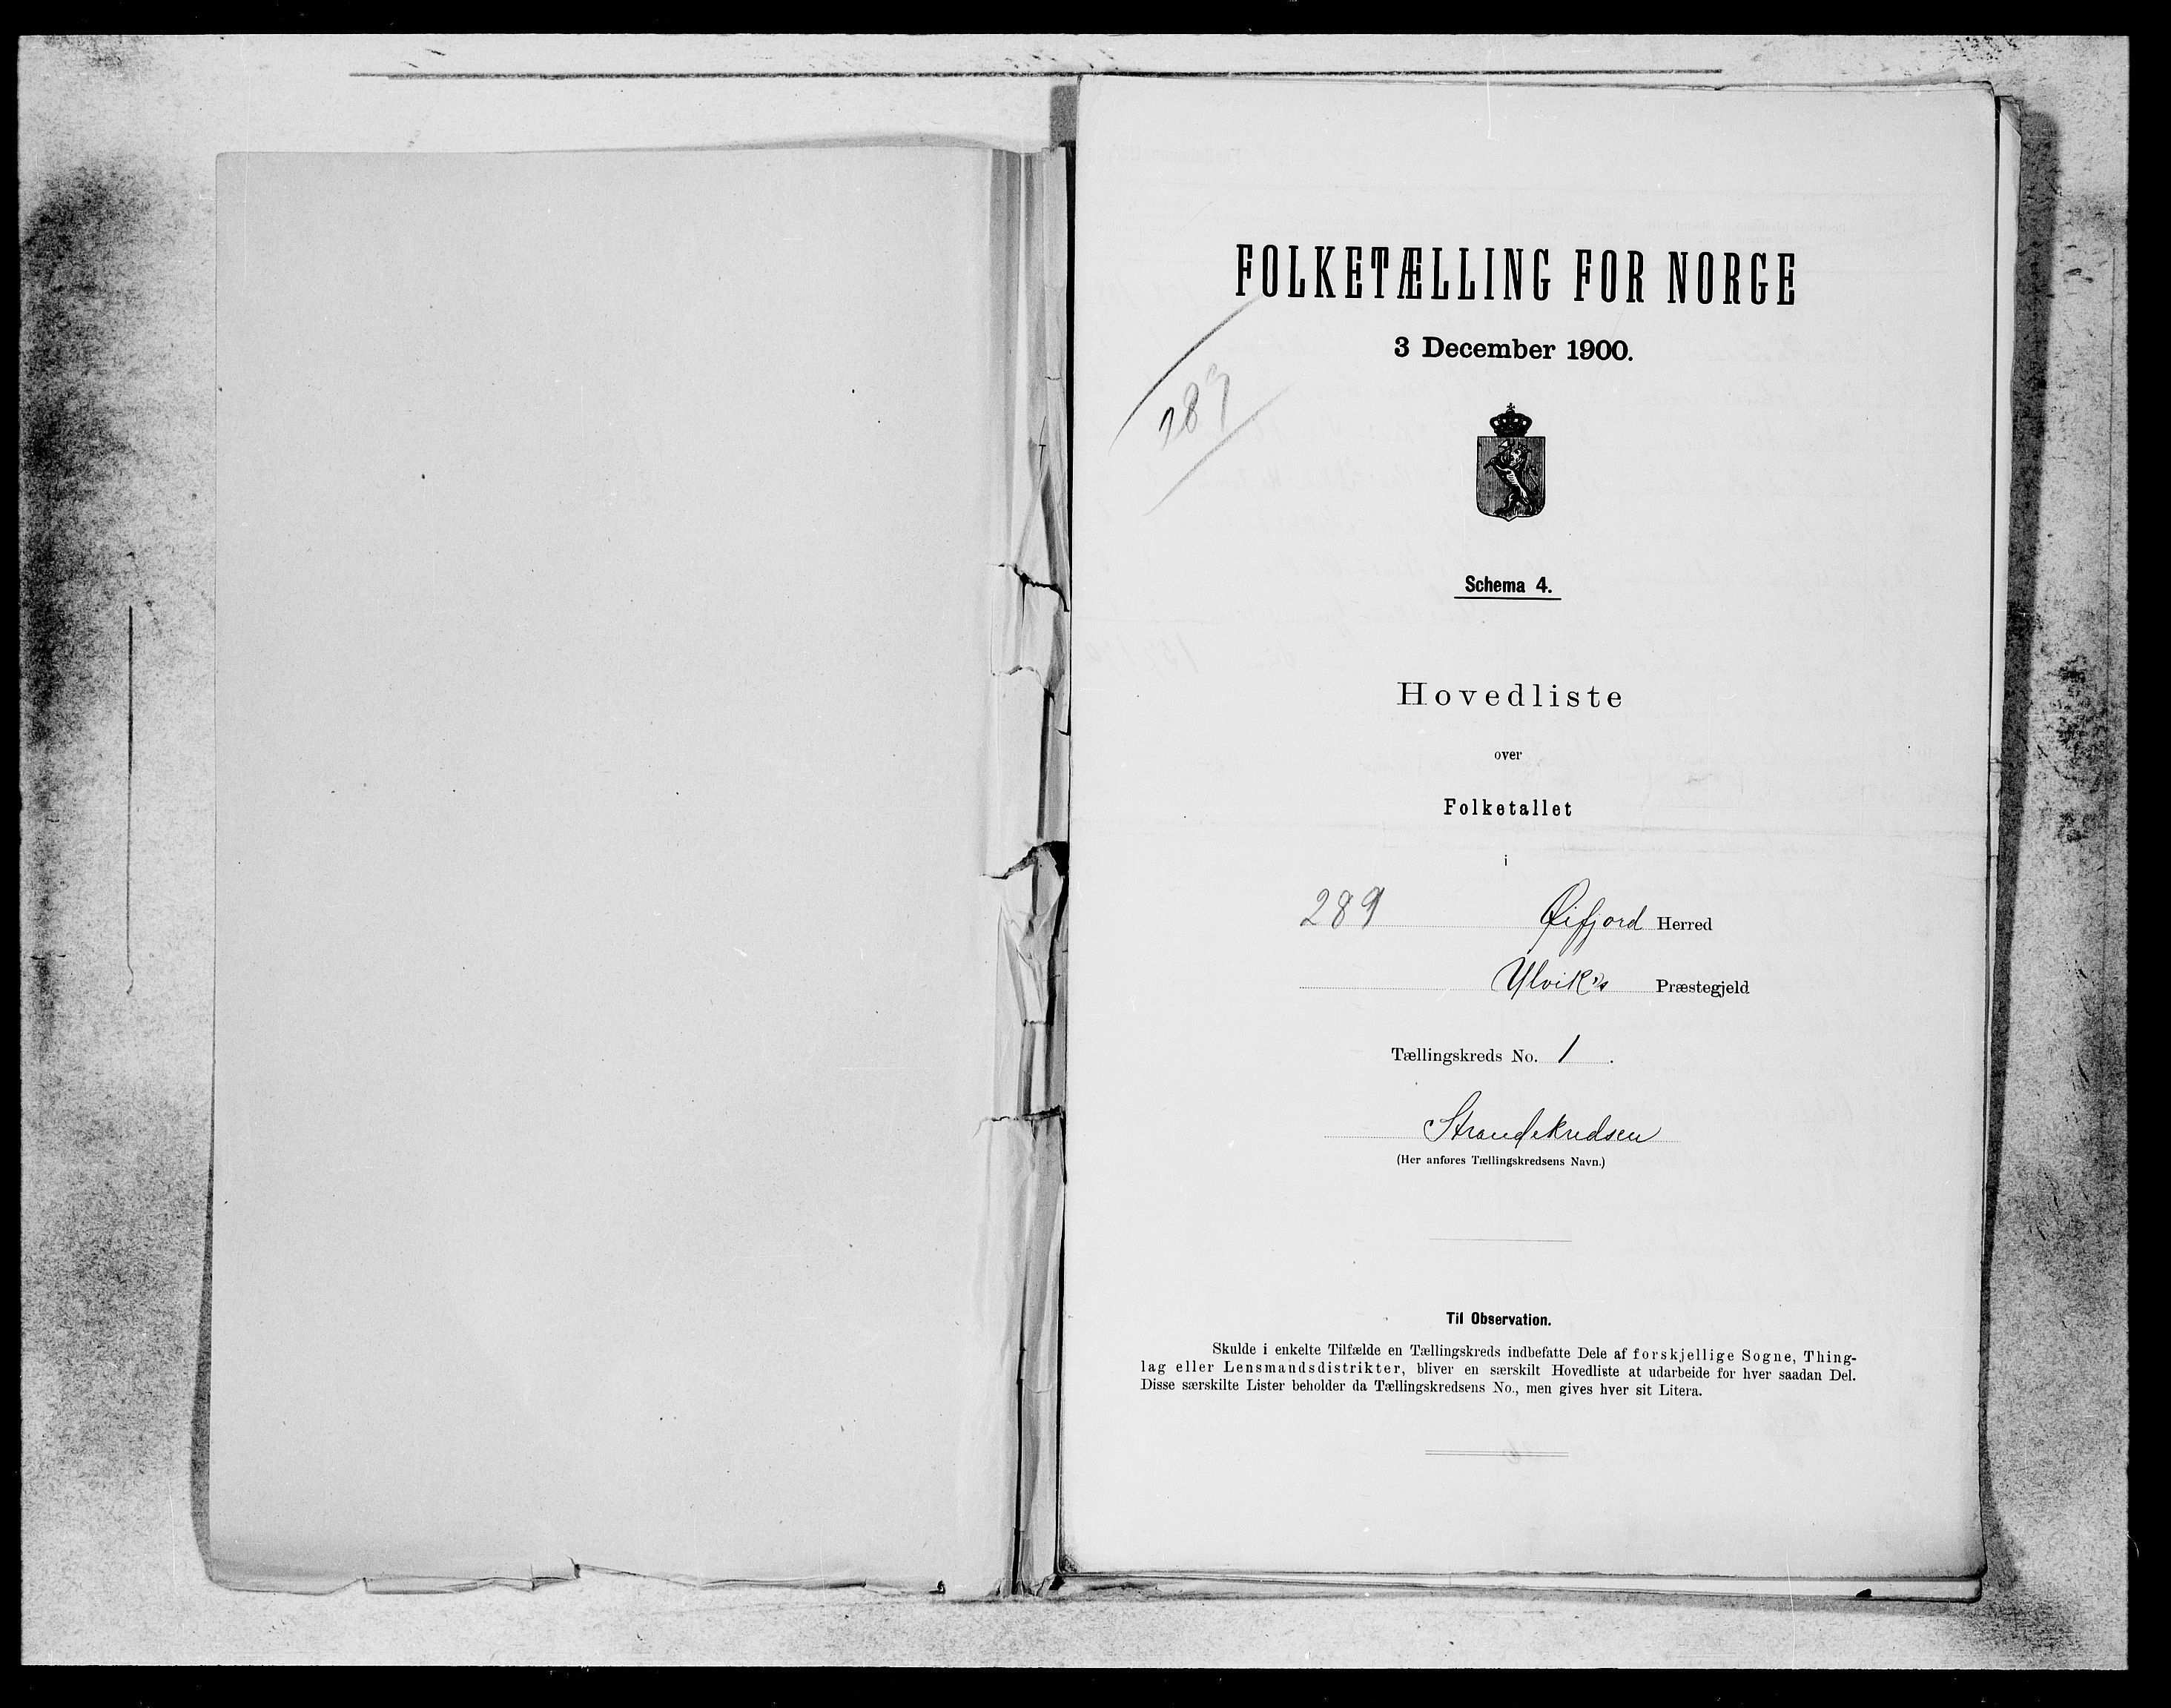 FOLKETÆLLING FOR NORGE
3 December 1900.
289
Schema 4.
Hovedliste
over
Folketallet
i
289 Øifjord Herred
Ulvik's Præstegjeld
Tællingskreds No. 1.
Strandekredsen
(Her anføres Tællingskredsens Navn.)
Til Observation.
Skulde i enkelte Tilfælde en Tællingskreds indbefatte Dele af forskjellige Sogne, Thing-
lag eller Lensmandsdistrikter, bliver en særskilt Hovedliste at udarbeide for hver saadan Del.
Disse særskilte Lister beholder da Tællingskredsens No., men gives hver sit Litera.